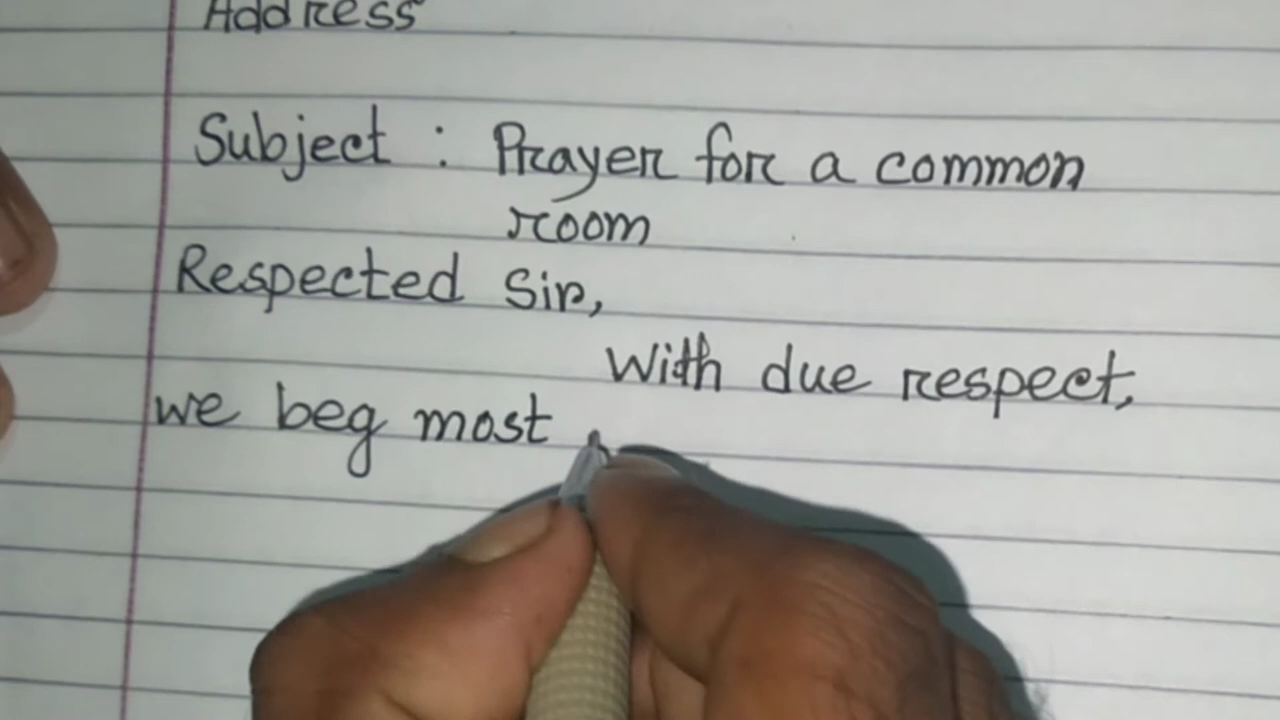 Address
Subject : Prayer for a common
room
Respected Sir,
With due respect,
we beg most